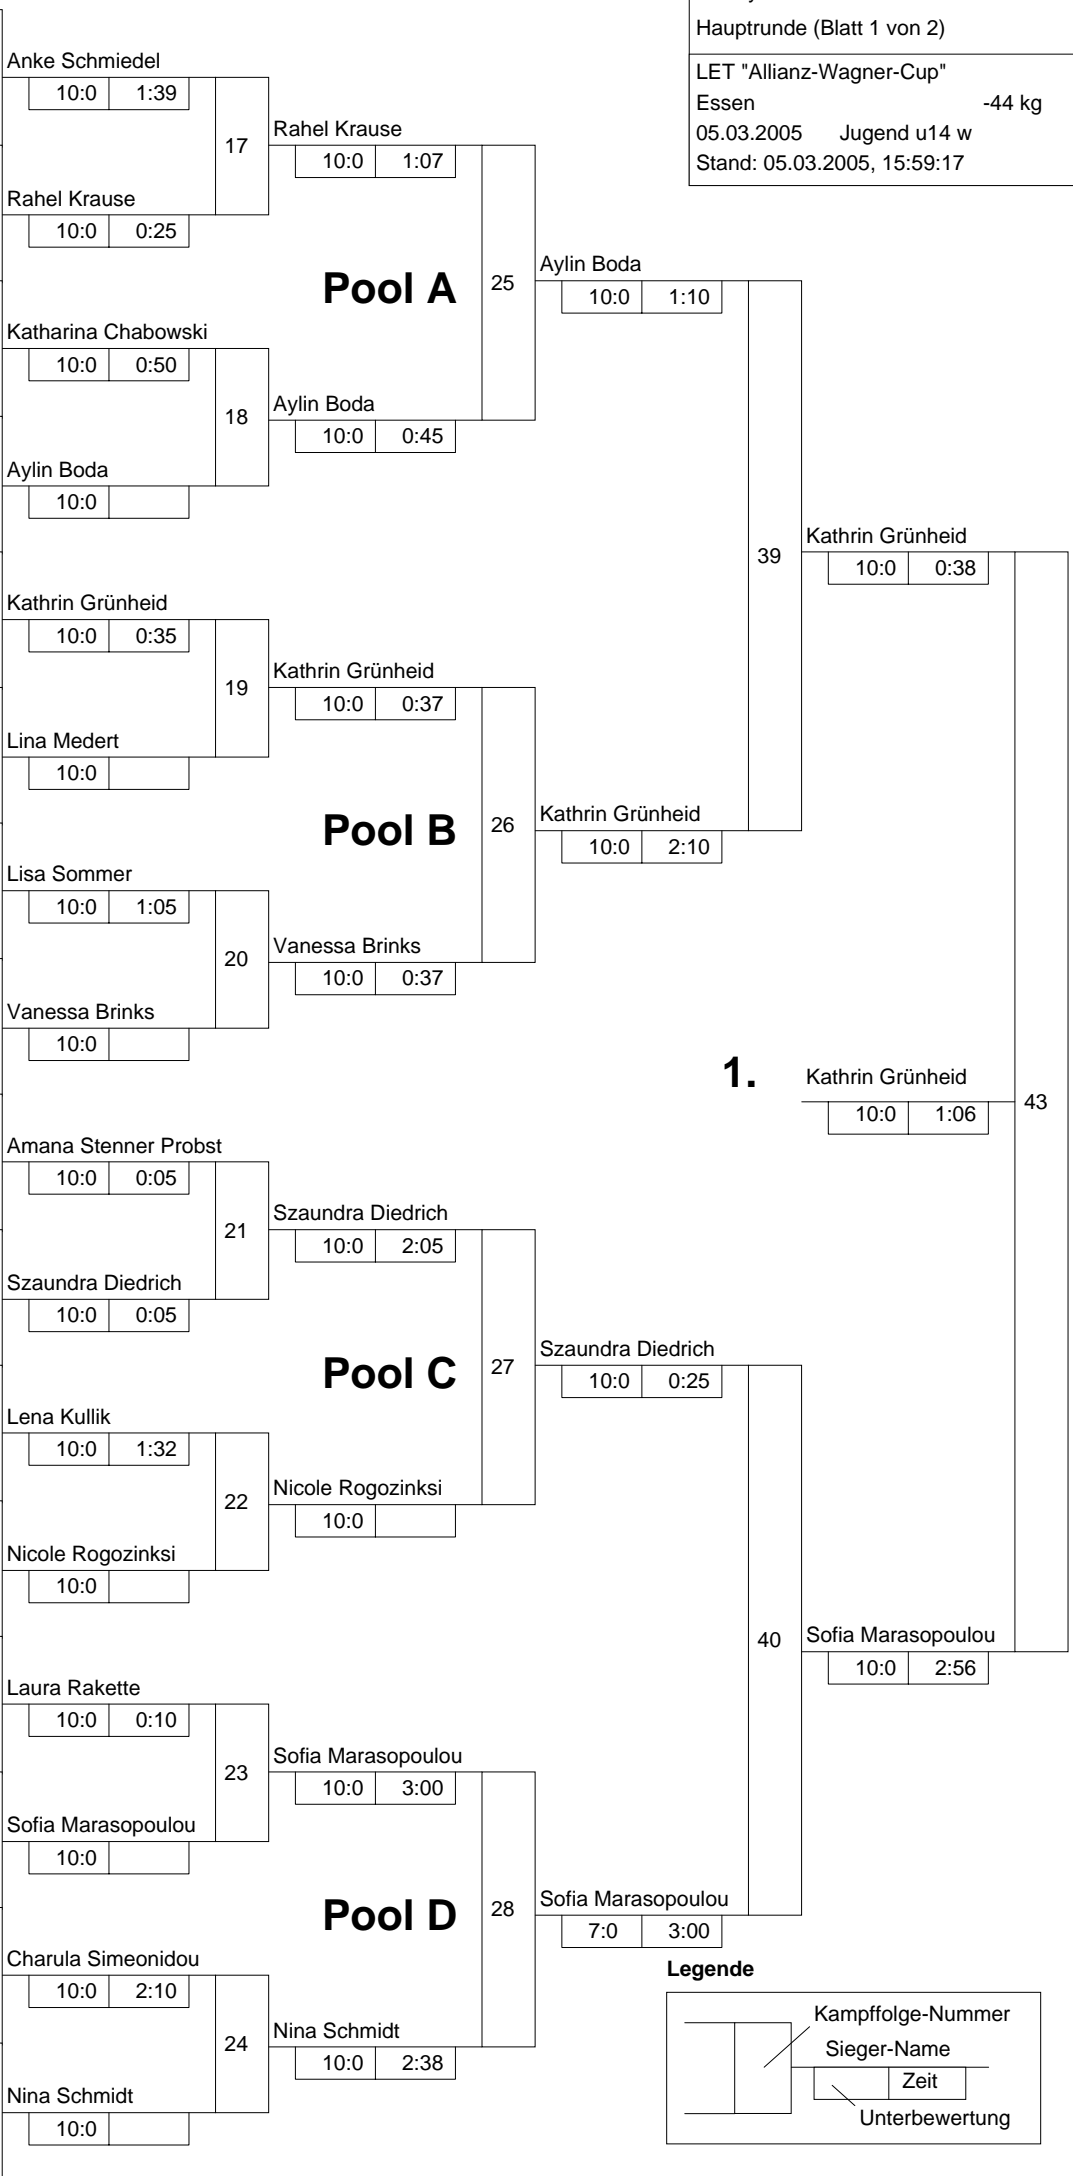 Hauptrunde (Blatt 1 von 2)
LET "Allianz-Wagner-Cup"
Essen -44 kg
05.03.2005 Jugend u14 w
Stand: 05.03.2005, 15:59:17
Anke Schmiedel
10:0 1:39
17
Rahel Krause
10:0 1:07
Rahel Krause
10:0 0:25
Pool A
25
Aylin Boda
10:0 1:10
Katharina Chabowski
10:0 0:50
18
Aylin Boda
10:0 0:45
Aylin Boda
10:0
39
Kathrin Grünheid
10:0 0:38
Kathrin Grünheid
10:0 0:35
19
Kathrin Grünheid
10:0 0:37
Lina Medert
10:0
Pool B
26
Kathrin Grünheid
10:0 2:10
Lisa Sommer
10:0 1:05
20
Vanessa Brinks
10:0 0:37
Vanessa Brinks
10:0
1.
Kathrin Grünheid
10:0 1:06
43
Amana Stenner Probst
10:0 0:05
21
Szaundra Diedrich
10:0 2:05
Szaundra Diedrich
10:0 0:05
Pool C
27
Szaundra Diedrich
10:0 0:25
Lena Kullik
10:0 1:32
22
Nicole Rogozinksi
10:0
Nicole Rogozinksi
10:0
40
Sofia Marasopoulou
10:0 2:56
Laura Rakette
10:0 0:10
23
Sofia Marasopoulou
10:0 3:00
Sofia Marasopoulou
10:0
Pool D
28
Sofia Marasopoulou
7:0 3:00
Charula Simeonidou
10:0 2:10
24
Nina Schmidt
10:0 2:38
Nina Schmidt
10:0
Legende
Kampffolge-Nummer
Sieger-Name
Zeit
Unterbewertung